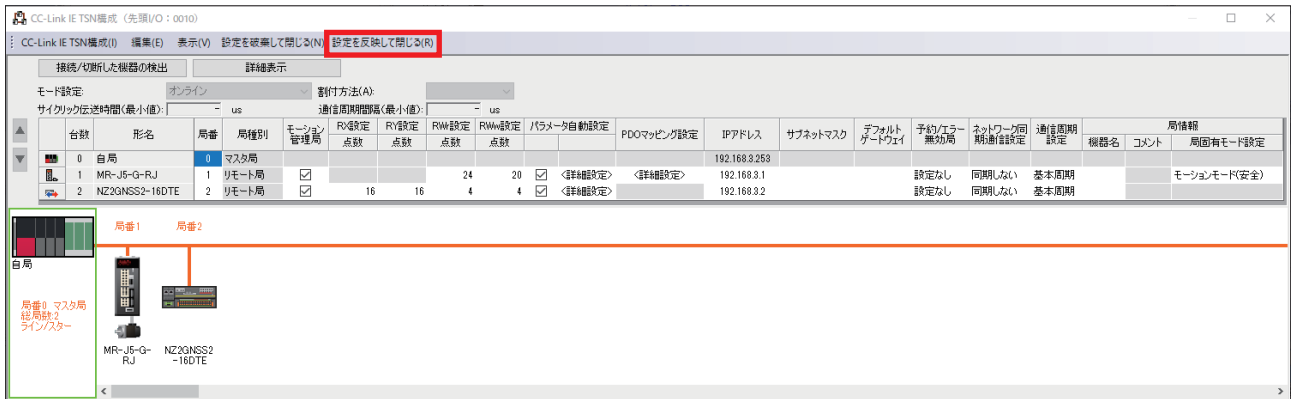 CC-Link IE TSN構成（先頭I/O：0010）
CC-Link IE TSN構成(I) 編集(E) 表示(V) 設定を破棄して閉じる(N) 設定を反映して閉じる(R)
接続/切断した機器の検出 詳細表示
モード設定: オンライン 割付方法(A):
サイクリック伝送時間(最小値): - us 通信周期間隔(最小値): - us
台数 形名 局番 局種別 モーション管理局 RX設定 点数 RY設定 点数 RWr設定 点数 RWw設定 点数 パラメータ自動設定 PDOマッピング設定 IPアドレス サブネットマスク デフォルトゲートウェイ 予約/エラー無効局 ネットワーク同期通信設定 通信周期設定 局情報 機器名 コメント 局固有モード設定
0 自局 0 マスタ局 192.168.3.253
1 MR-J5-G-RJ 1 リモート局 24 20 <詳細設定> <詳細設定> 192.168.3.1 設定なし 同期しない 基本周期 モーションモード(安全)
2 NZ2GNSS2-16DTE 2 リモート局 16 16 4 4 <詳細設定> 192.168.3.2 設定なし 同期しない 基本周期
局番1 局番2
自局
局番0 マスタ局
総局数:2
ライン/スター
MR-J5-G-
RJ
NZ2GNSS2
-16DTE